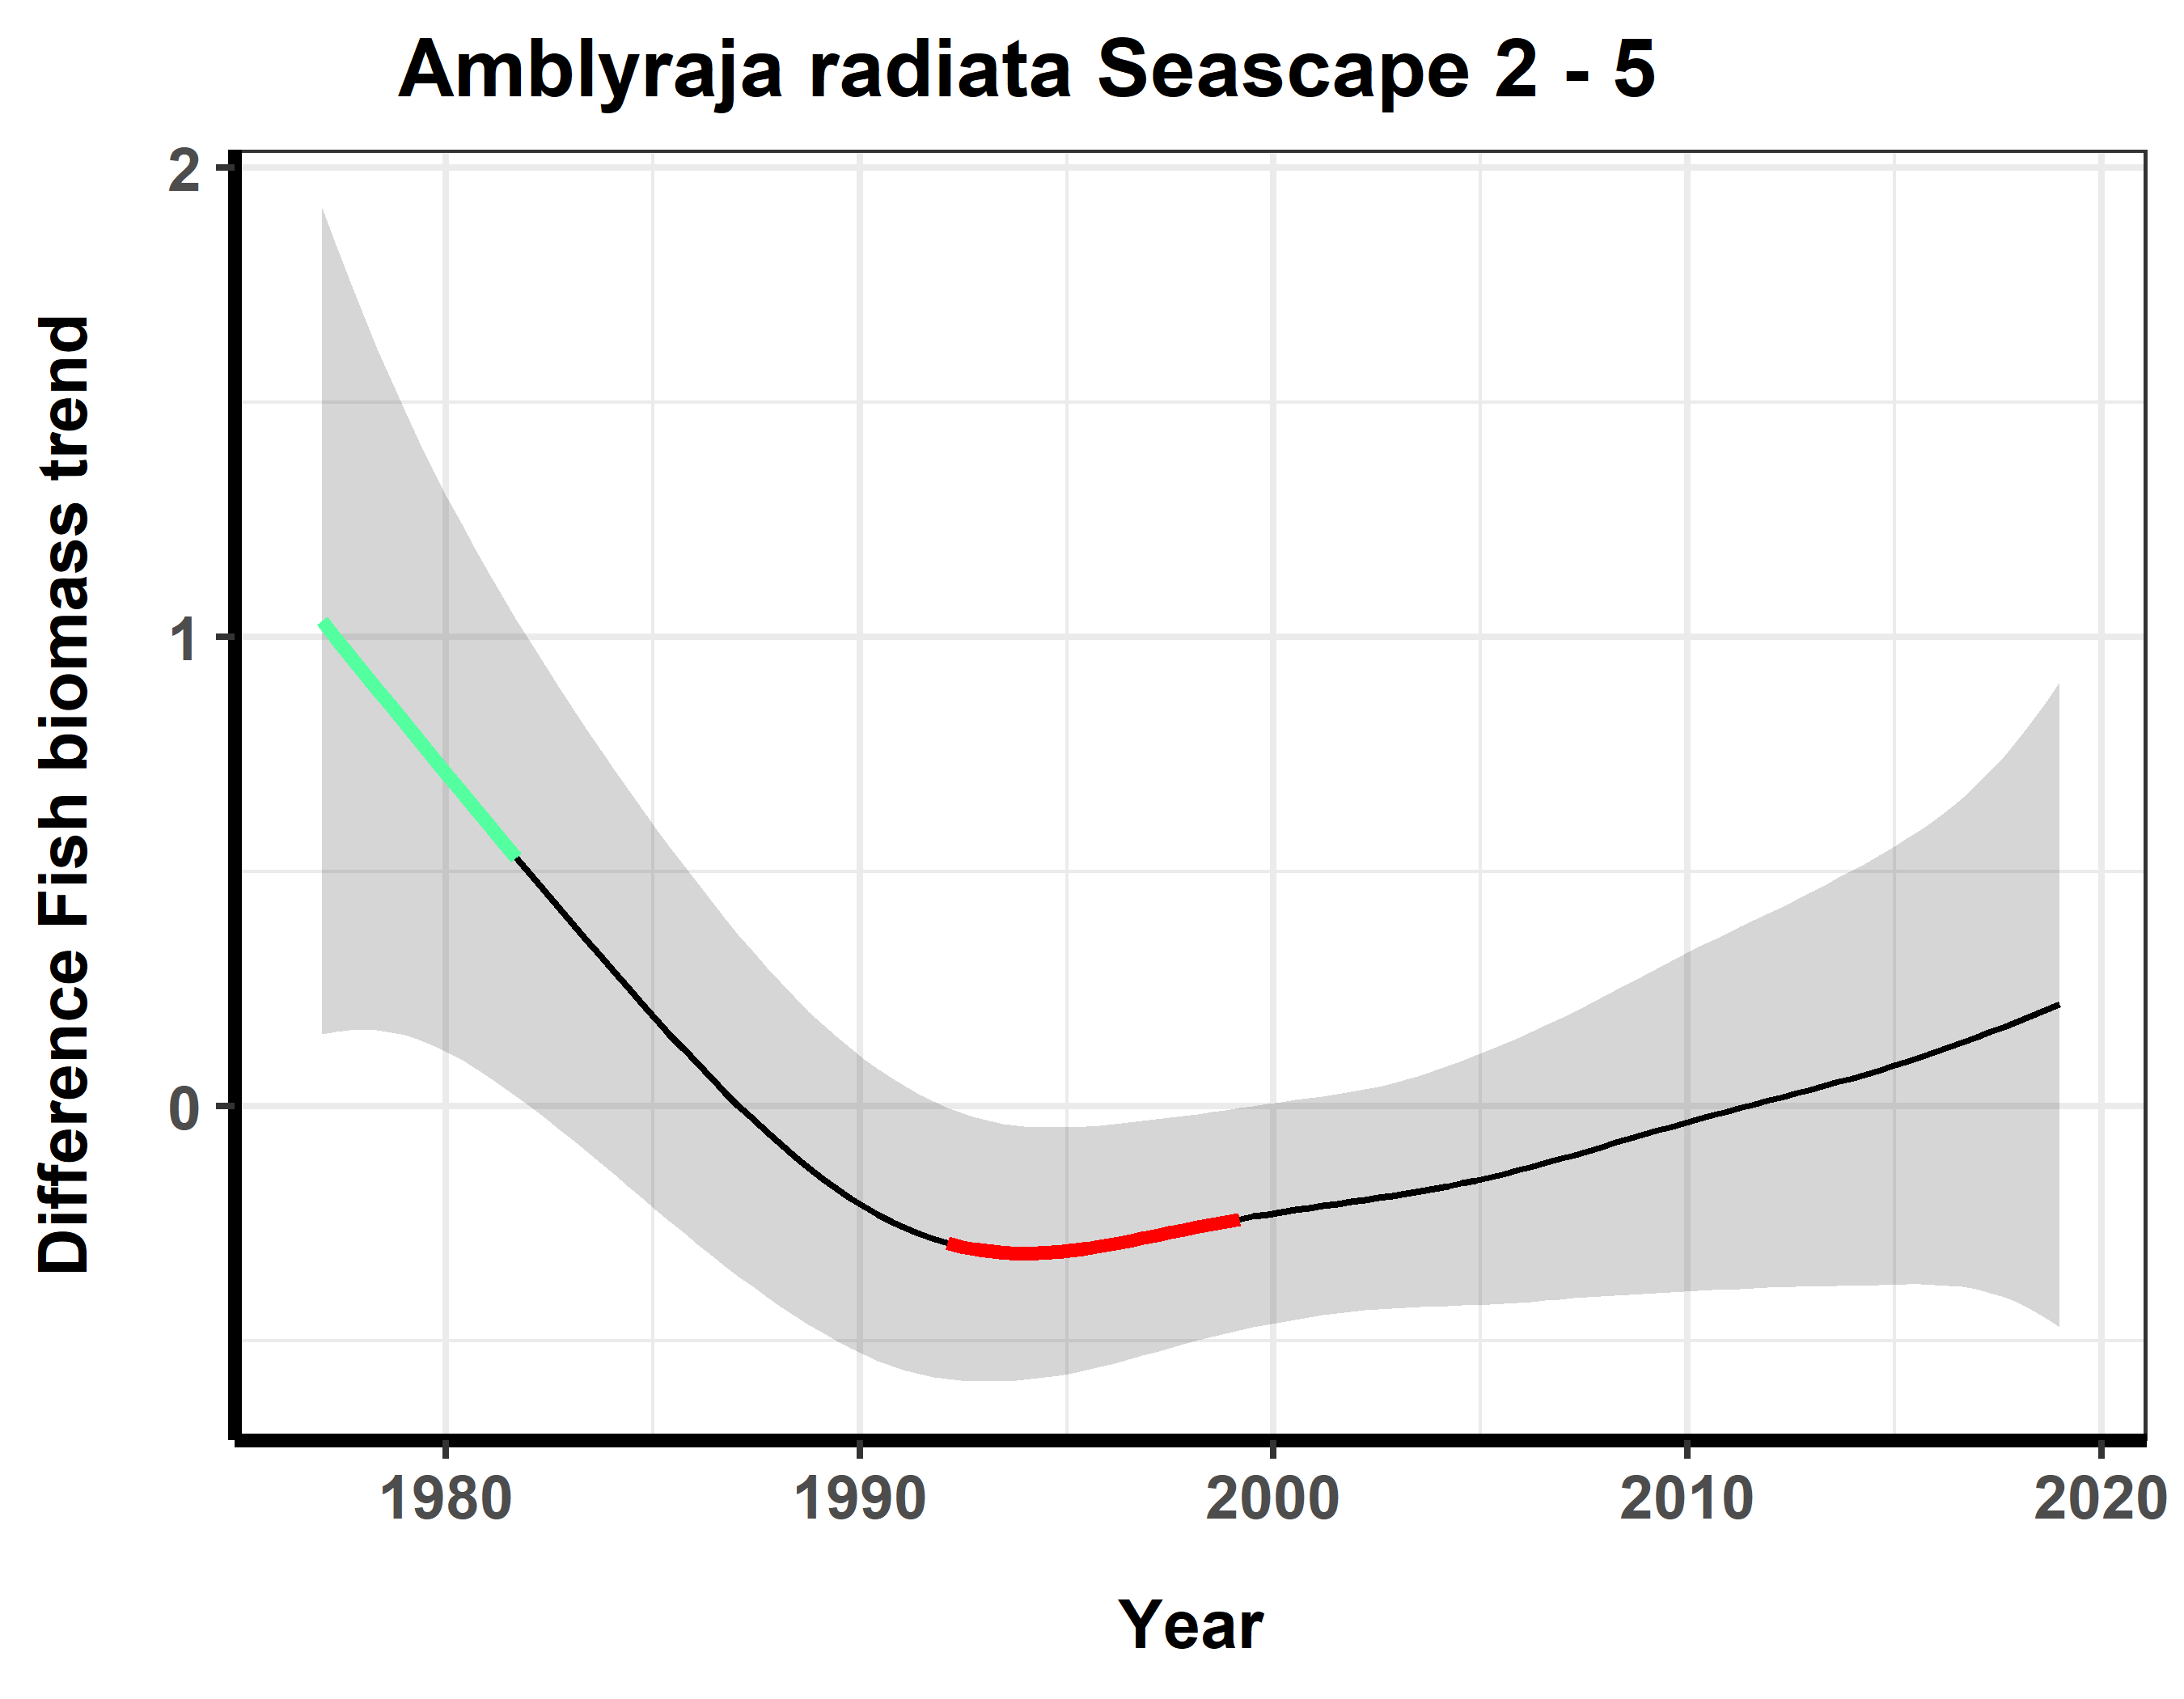 Amblyraja radiata Seascape 2 - 5
Difference Fish biomass trend
2
1
0
1980 1990 2000 2010 2020
Year